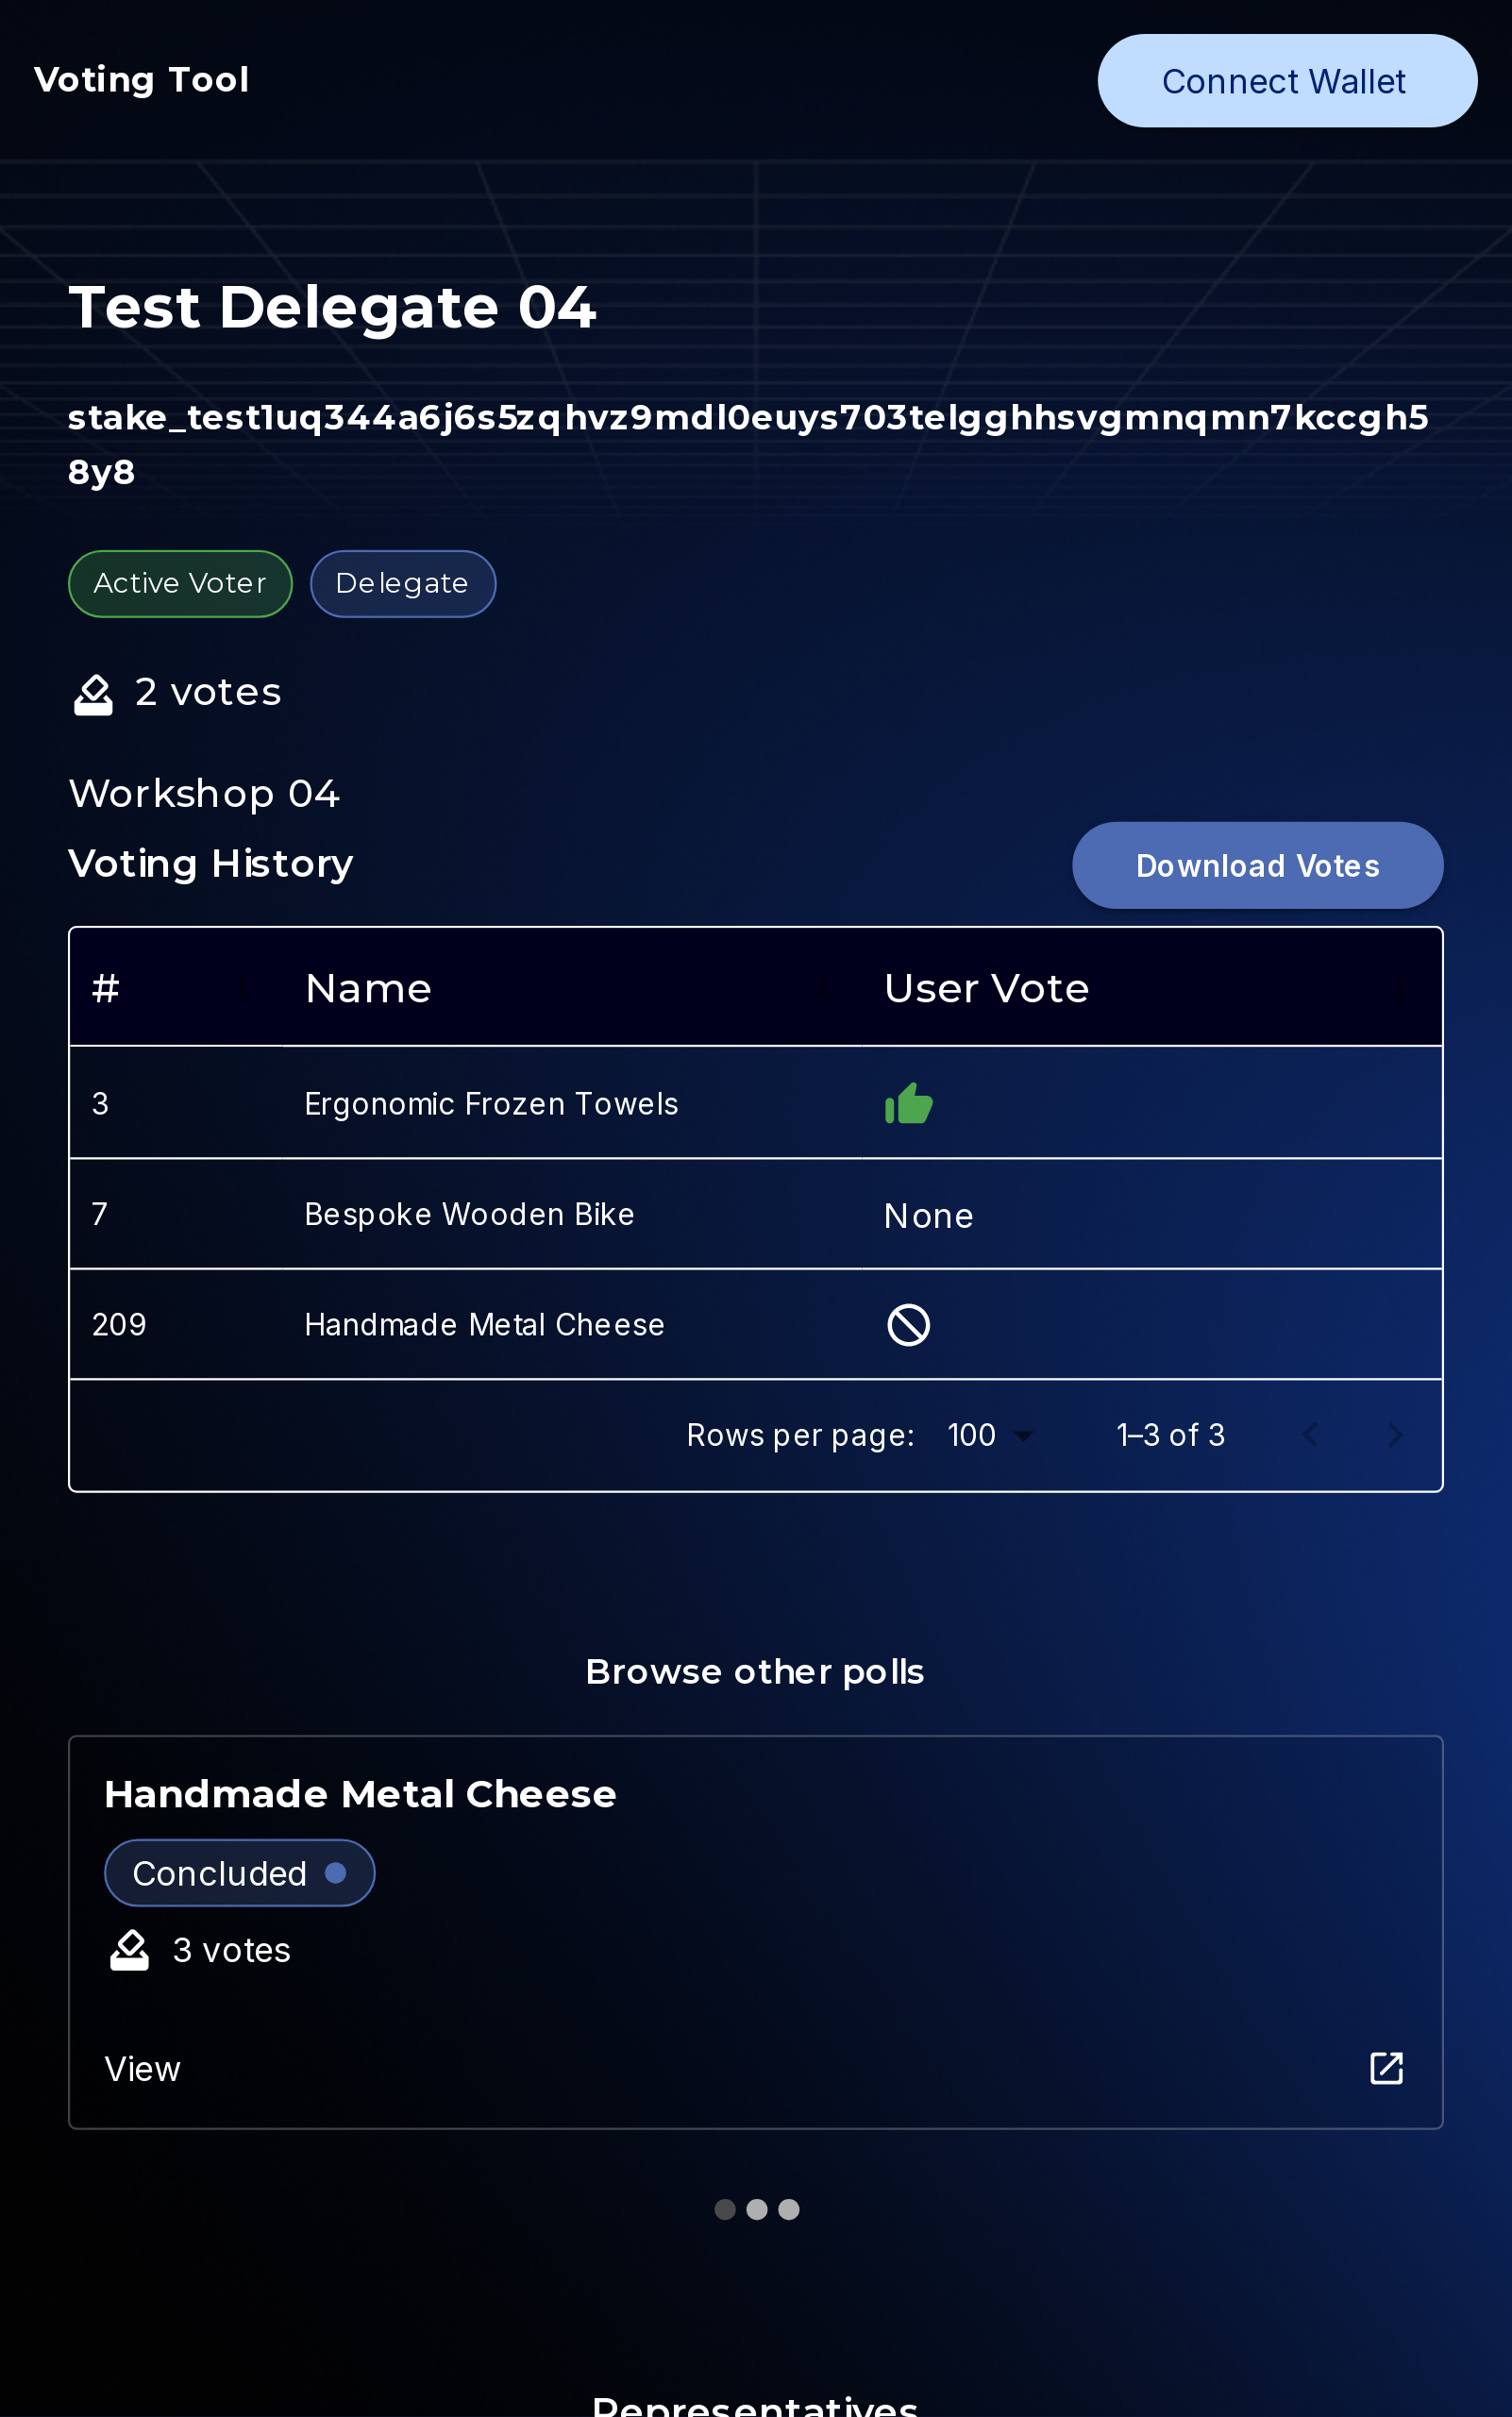 Voting Tool
Connect Wallet
Test Delegate 04
stake_test1uq344a6j6s5zqhvz9mdl0euys703telgghhsvgmnqmn7kccgh5
8y8
Active Voter
Delegate
2 votes
Workshop 04
Voting History
Download Votes
# Name User Vote
3 Ergonomic Frozen Towels
7 Bespoke Wooden Bike None
209 Handmade Metal Cheese
Rows per page: 100 1–3 of 3
Browse other polls
Handmade Metal Cheese
Concluded
3 votes
View
Representatives